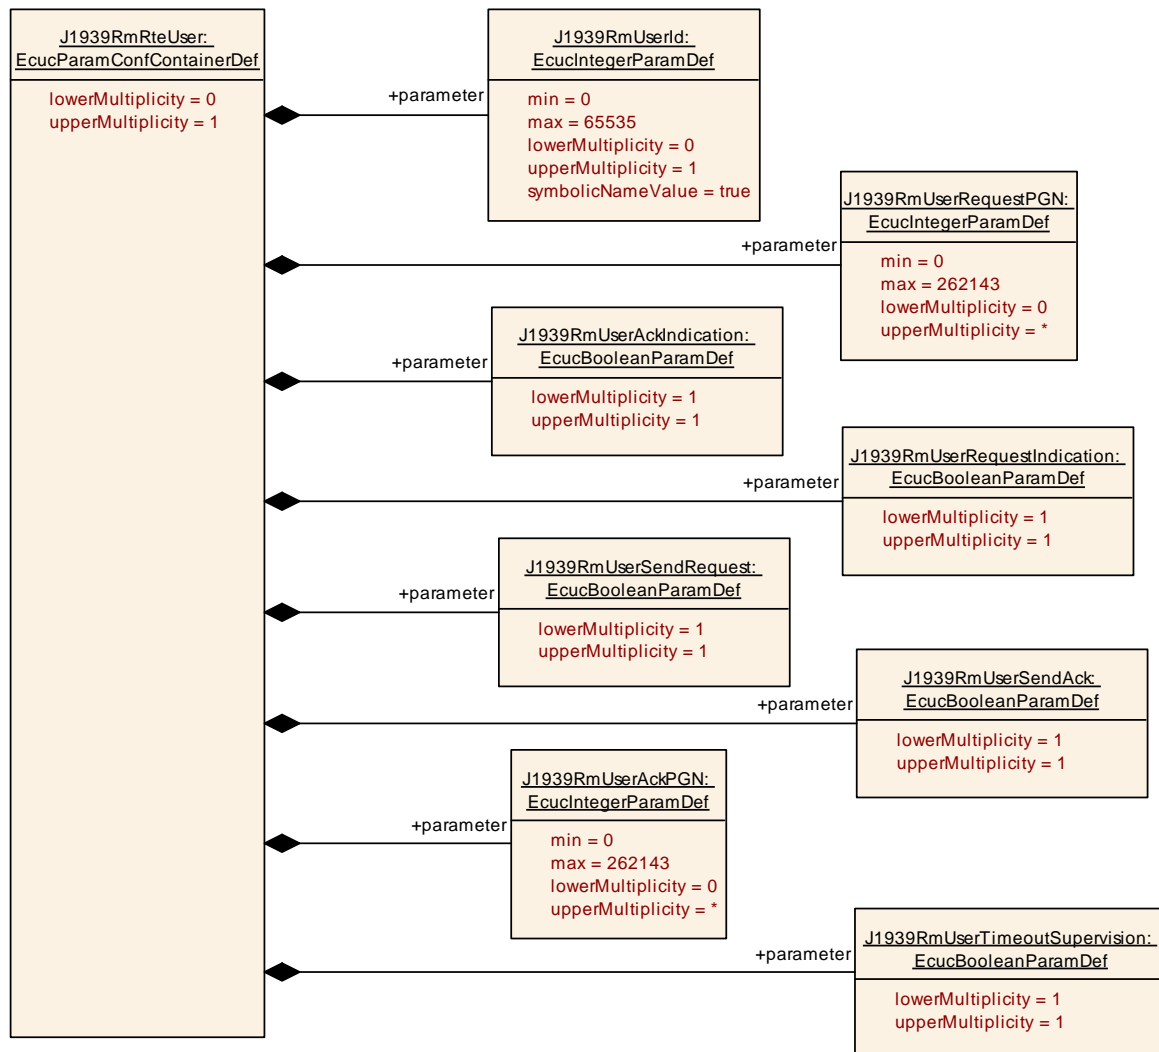 J1939RmRteUser:
EcucParamConfContainerDef
lowerMultiplicity = 0
upperMultiplicity = 1
+parameter
J1939RmUserId:
EcucIntegerParamDef
min = 0
max = 65535
lowerMultiplicity = 0
upperMultiplicity = 1
symbolicNameValue = true
+parameter
J1939RmUserRequestPGN:
EcucIntegerParamDef
min = 0
max = 262143
lowerMultiplicity = 0
upperMultiplicity = *
+parameter
J1939RmUserAckIndication:
EcucBooleanParamDef
lowerMultiplicity = 1
upperMultiplicity = 1
+parameter
J1939RmUserRequestIndication:
EcucBooleanParamDef
lowerMultiplicity = 1
upperMultiplicity = 1
+parameter
J1939RmUserSendRequest:
EcucBooleanParamDef
lowerMultiplicity = 1
upperMultiplicity = 1
+parameter
J1939RmUserSendAck:
EcucBooleanParamDef
lowerMultiplicity = 1
upperMultiplicity = 1
+parameter
J1939RmUserAckPGN:
EcucIntegerParamDef
min = 0
max = 262143
lowerMultiplicity = 0
upperMultiplicity = *
+parameter
J1939RmUserTimeoutSupervision:
EcucBooleanParamDef
lowerMultiplicity = 1
upperMultiplicity = 1